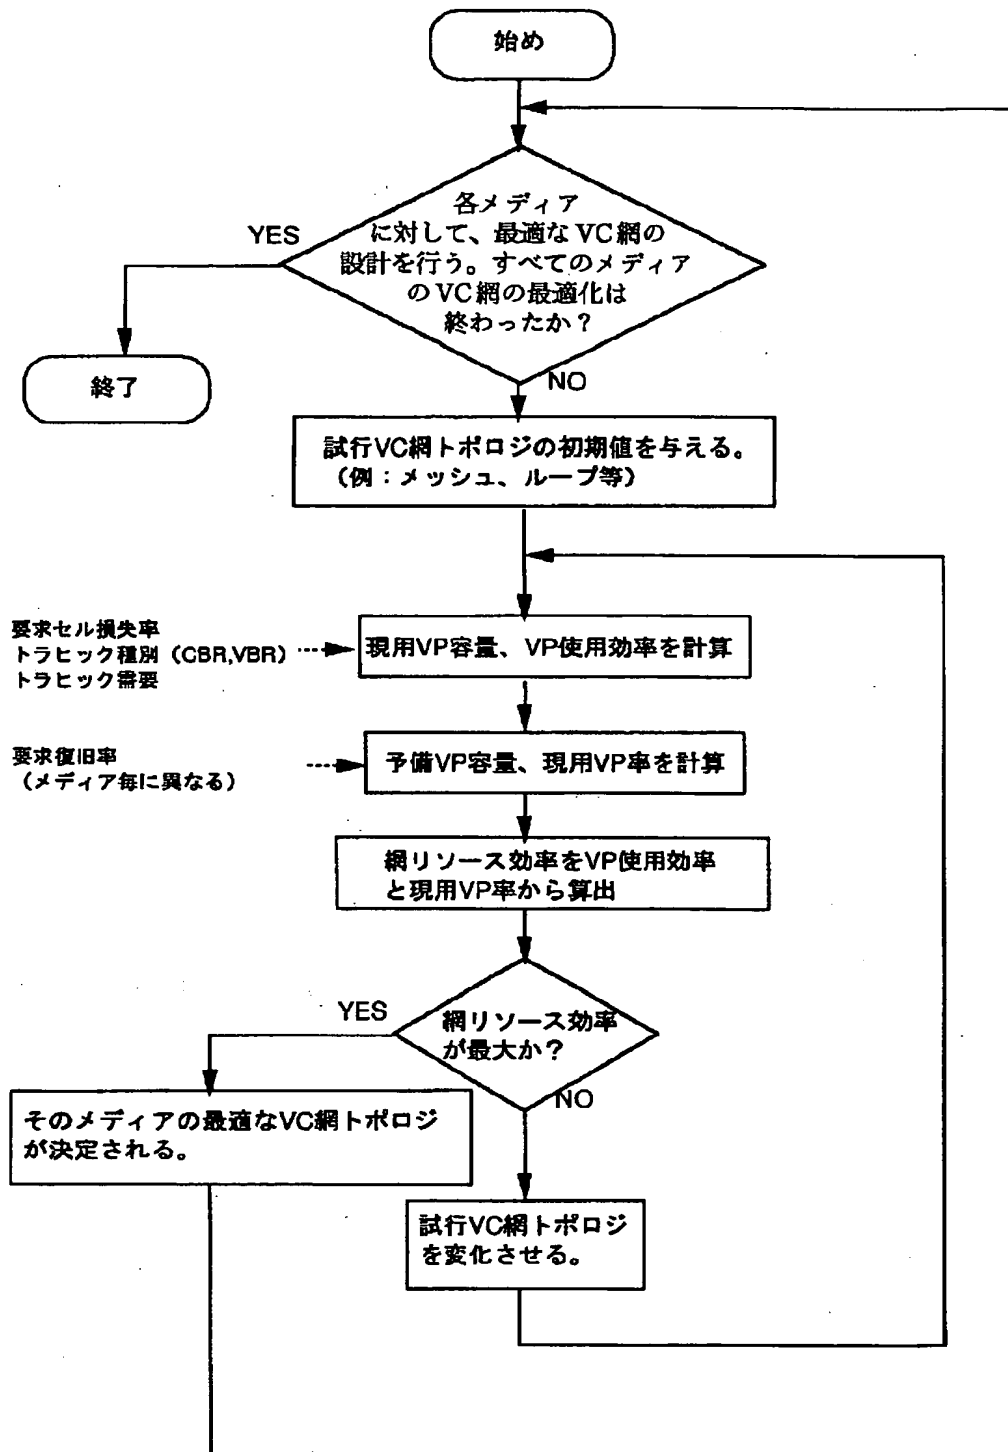 始め
各メディア
に対して、最適なVC網の
設計を行う。すべてのメディア
のVC網の最適化は
終わったか?
YES
終了
NO
試行VC網トポロジの初期値を与える。
(例:メッシュ、ループ等)
要求セル損失率
トラヒック種別(CBR,VBR)
トラヒック需要
現用VP容量、VP使用効率を計算
要求復旧率
(メディア毎に異なる)
予備VP容量、現用VP率を計算
網リソース効率をVP使用効率
と現用VP率から算出
YES
網リソース効率
が最大か?
NO
そのメディアの最適なVC網トポロジ
が決定される。
試行VC網トポロジ
を変化させる。